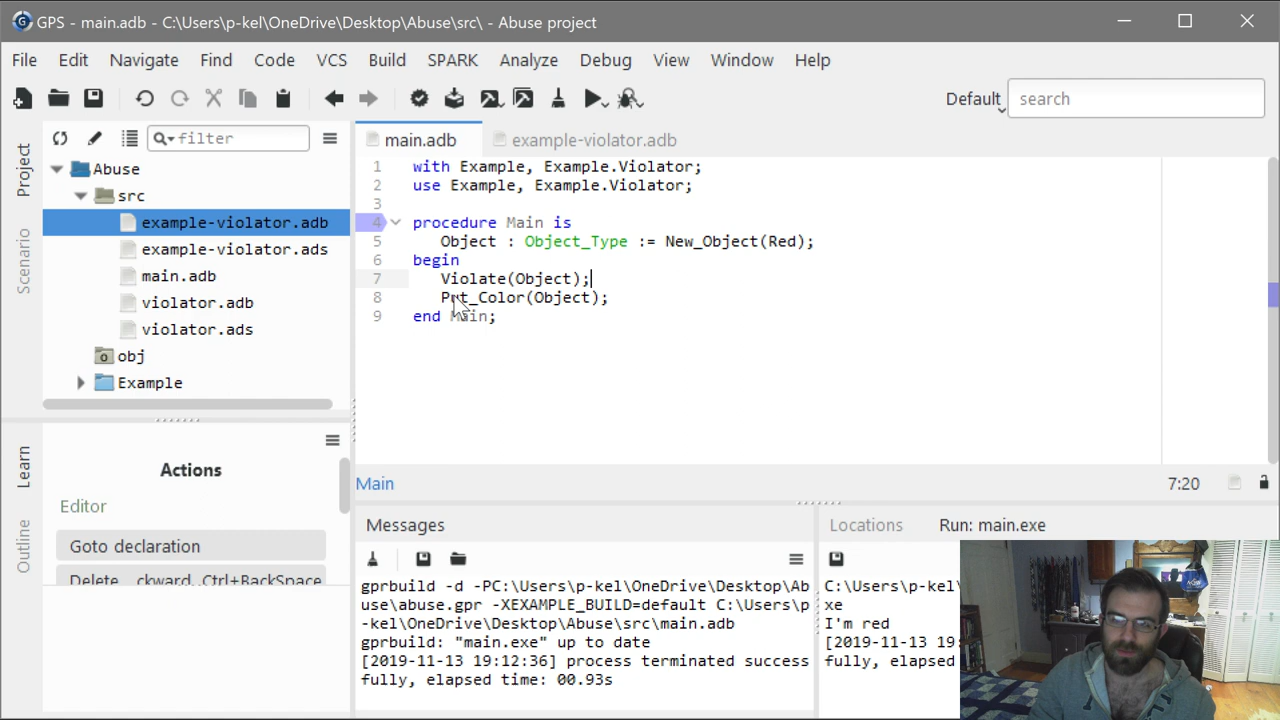 GPS - main.adb - C:\Users\p-kel\OneDrive\Desktop\Abuse\src\ - Abuse project
File Edit Navigate Find Code VCS Build SPARK Analyze Debug View Window Help
Default search
Project
Scenario
filter
Abuse
src
example-violator.adb
example-violator.ads
main.adb
violator.adb
violator.ads
obj
Example
main.adb example-violator.adb
1 with Example, Example.Violator;
2 use Example, Example.Violator;
3
4 procedure Main is
5 Object : Object_Type := New_Object(Red);
6 begin
7 Violate(Object);
8 Put_Color(Object);
9 end Main;
Main 7:20
Learn
Outline
Actions
Editor
Goto declaration
Delete ckward, Ctrl+BackSpace
Messages
gprbuild -d -PC:\Users\p-kel\OneDrive\Desktop\Ab
use\abuse.gpr -XEXAMPLE_BUILD=default C:\Users\p
-kel\OneDrive\Desktop\Abuse\src\main.adb
gprbuild: "main.exe" up to date
[2019-11-13 19:12:36] process terminated success
fully, elapsed time: 00.93s
Locations Run: main.exe
C:\Users\p-kel\
xe
I'm red
[2019-11-13 19:
fully, elapsed